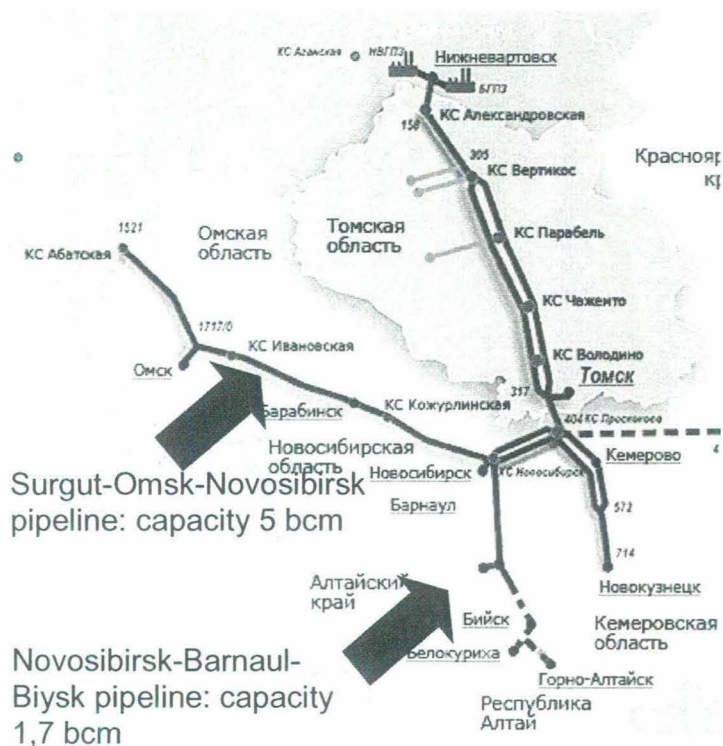 КС Аганская
НВГПЗ
Нижневартовск
БГПЗ
КС Александровская
158
305
КС Вертикос
Краснояр
Томская
область
КС Парабель
Омская
область
1521
КС Абатская
КС Чажемто
1717/0
КС Ивановская
КС Володино
Омск
317
Томск
Барабинск
КС Кожурлинская
404 КС Проскоково
Новосибирская
область
Новосибирск
КС Новосибирск
Кемерово
4
Surgut-Omsk-Novosibirsk
pipeline: capacity 5 bcm
Барнаул
572
714
Алтайский
край
Новокузнецк
Бийск
Кемеровская
область
Белокуриха
Горно-Алтайск
Novosibirsk-Barnaul-
Biysk pipeline: capacity
1,7 bcm
Республика
Алтай